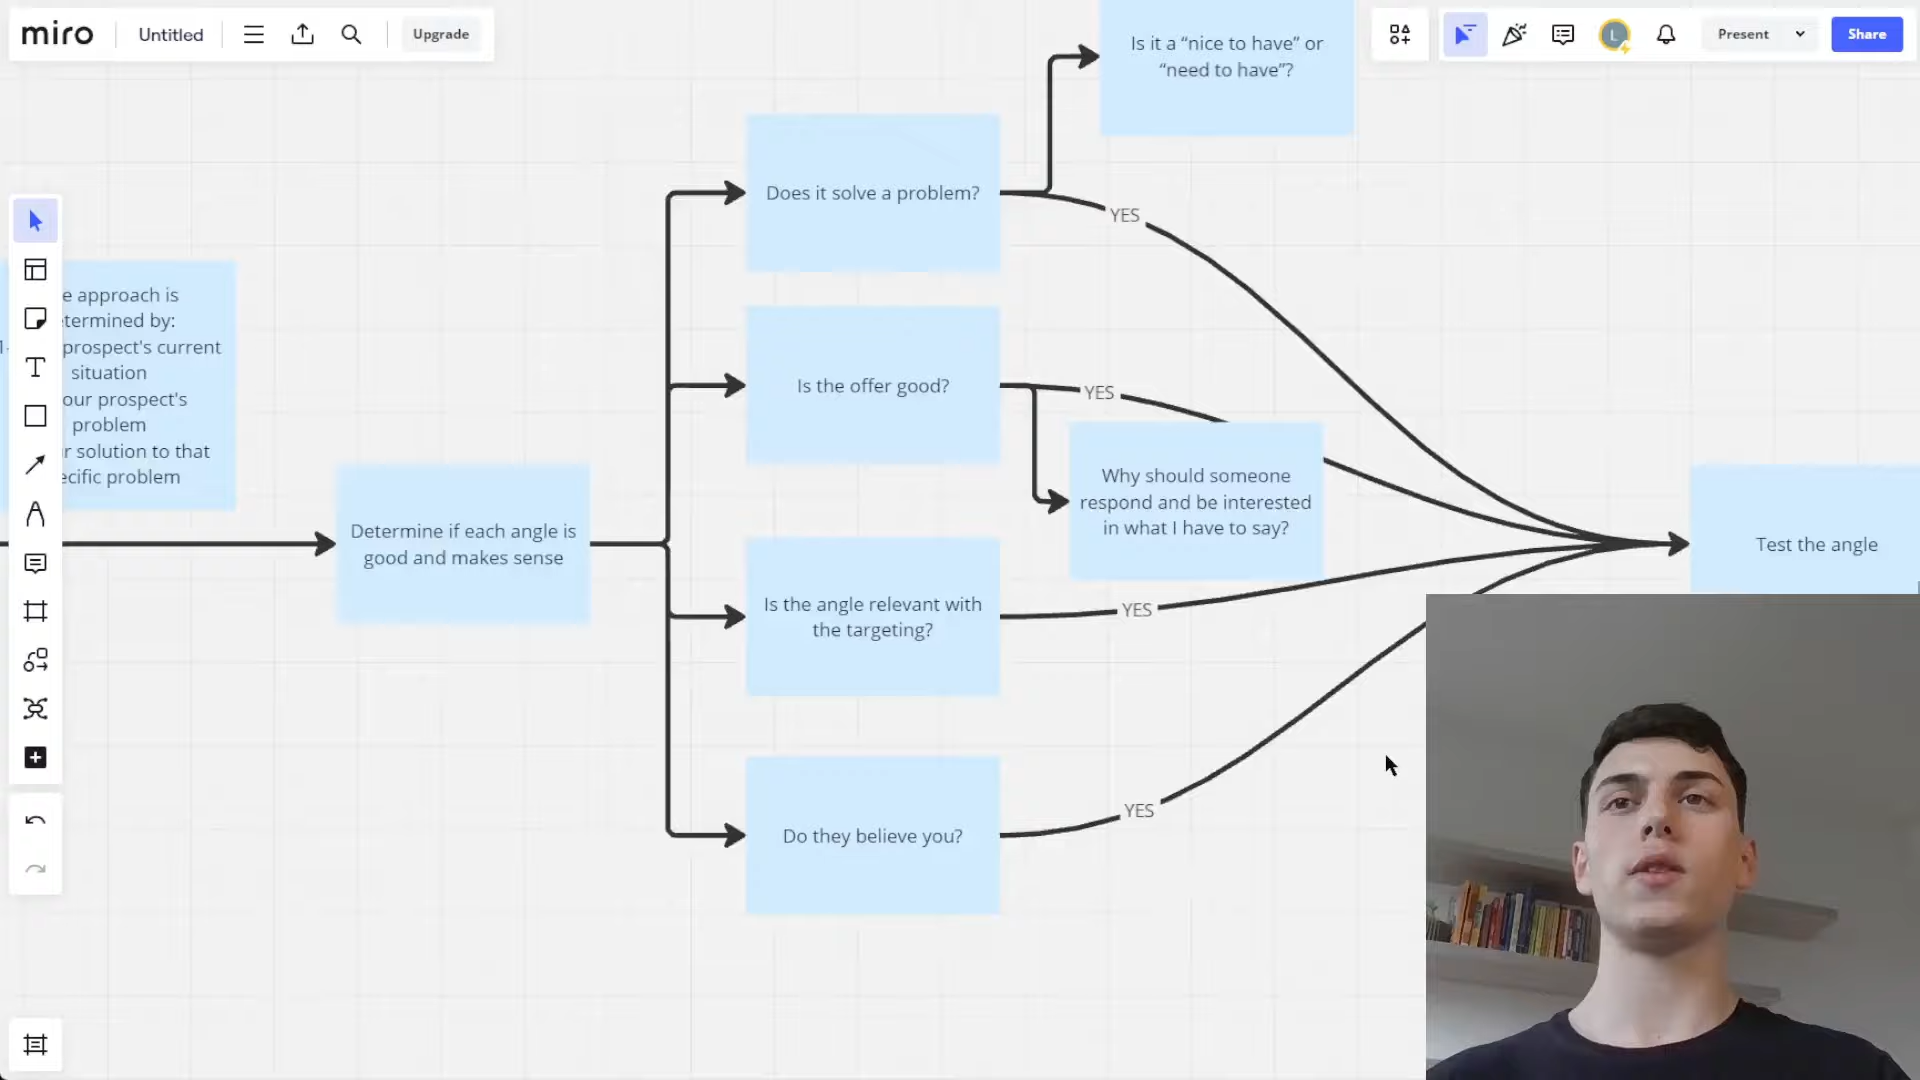 miro
Untitled
Upgrade
L
Present
Share
Is it a “nice to have” or
“need to have”?
Does it solve a problem?
YES
e approach is
termined by:
1-
prospect's current
situation
our prospect's
problem
r solution to that
ecific problem
Is the offer good?
YES
Why should someone
respond and be interested
in what I have to say?
Determine if each angle is
good and makes sense
Test the angle
Is the angle relevant with
the targeting?
YES
Do they believe you?
YES